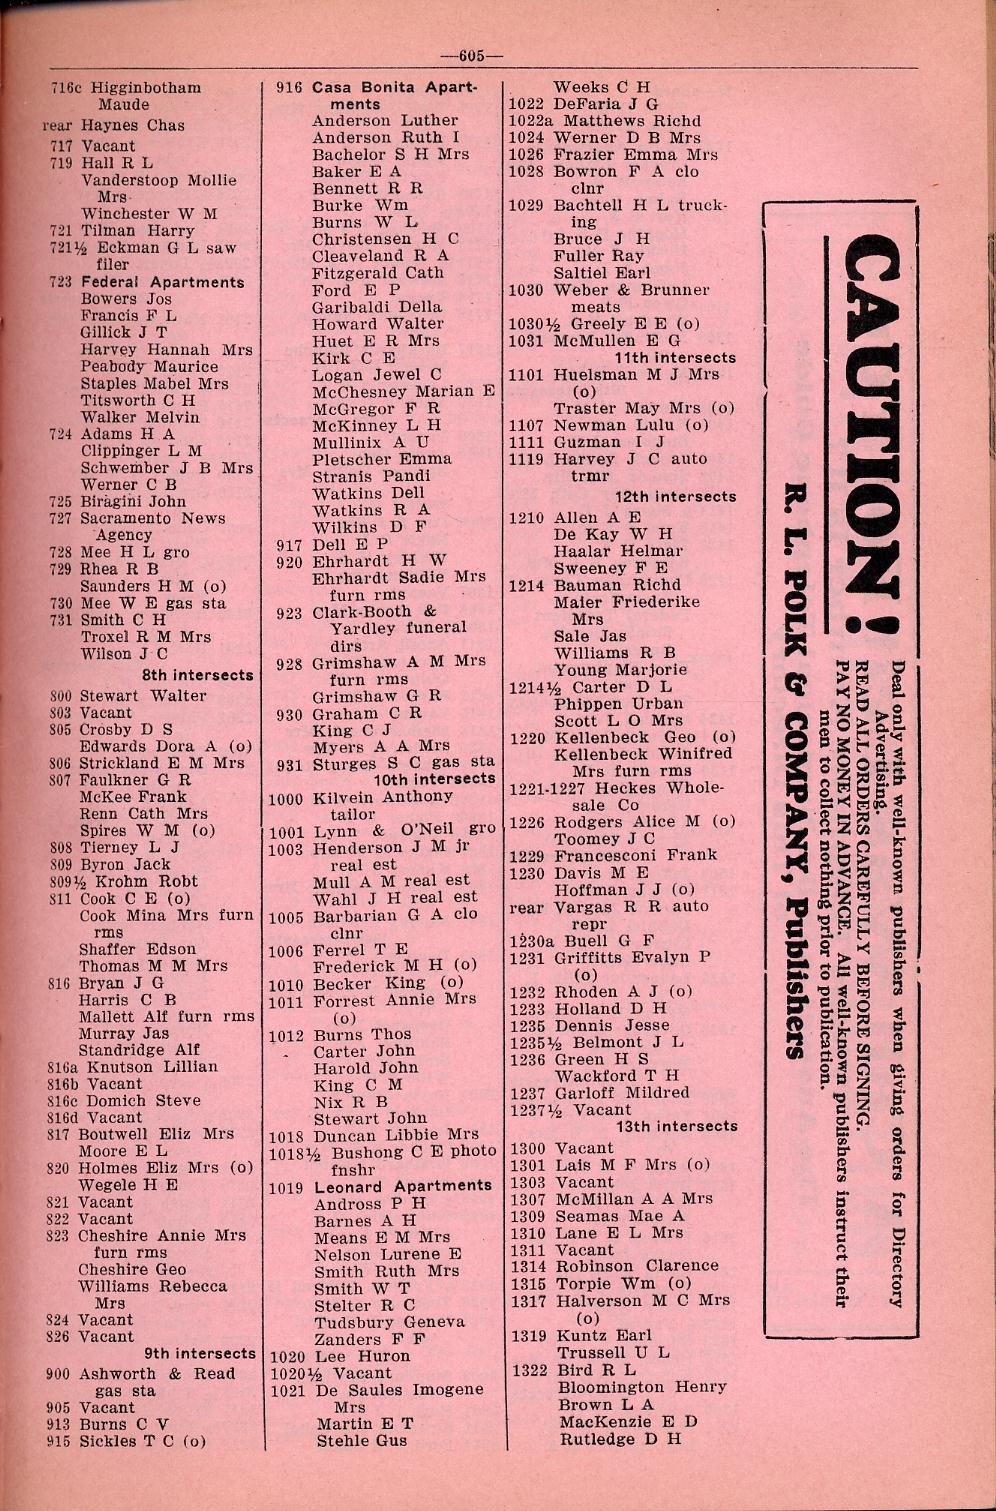 —605—
716c Higginbotham
Maude
rear Haynes Chas
717 Vacant
719 Hall R L
Vanderstoop Mollie
Mrs
Winchester W M
721 Tilman Harry
721½ Eckman G L saw
filer
723 Federal Apartments
Bowers Jos
Francis F L
Gillick J T
Harvey Hannah Mrs
Peabody Maurice
Staples Mabel Mrs
Titsworth C H
Walker Melvin
724 Adams H A
Clippinger L M
Schwember J B Mrs
Werner C B
725 Biragini John
727 Sacramento News
Agency
728 Mee H L gro
729 Rhea R B
Saunders H M (o)
730 Mee W E gas sta
731 Smith C H
Troxel R M Mrs
Wilson J C
8th intersects
800 Stewart Walter
803 Vacant
805 Crosby D S
Edwards Dora A (o)
806 Strickland E M Mrs
807 Faulkner G R
McKee Frank
Renn Cath Mrs
Spires W M (o)
808 Tierney L J
809 Byron Jack
809½ Krohm Robt
811 Cook C E (o)
Cook Mina Mrs furn
rms
Shaffer Edson
Thomas M M Mrs
816 Bryan J G
Harris C B
Mallett Alf furn rms
Murray Jas
Standridge Alf
816a Knutson Lillian
816b Vacant
816c Domich Steve
816d Vacant
817 Boutwell Eliz Mrs
Moore E L
820 Holmes Eliz Mrs (o)
Wegele H E
821 Vacant
822 Vacant
823 Cheshire Annie Mrs
furn rms
Cheshire Geo
Williams Rebecca
Mrs
824 Vacant
826 Vacant
9th intersects
900 Ashworth & Read
gas sta
905 Vacant
913 Burns C V
915 Sickles T C (o)
916 Casa Bonita Apart-
ments
Anderson Luther
Anderson Ruth I
Bachelor S H Mrs
Baker E A
Bennett R R
Burke Wm
Burns W L
Christensen H C
Cleaveland R A
Fitzgerald Cath
Ford E P
Garibaldi Della
Howard Walter
Huet E R Mrs
Kirk C E
Logan Jewel C
McChesney Marian E
McGregor F R
McKinney L H
Mullinix A U
Pletscher Emma
Stranis Pandi
Watkins Dell
Watkins R A
Wilkins D F
917 Dell E P
920 Ehrhardt H W
Ehrhardt Sadie Mrs
furn rms
923 Clark-Booth &
Yardley funeral
dirs
928 Grimshaw A M Mrs
furn rms
Grimshaw G R
930 Graham C R
King C J
Myers A A Mrs
931 Sturges S C gas sta
10th intersects
1000 Kilvein Anthony
tailor
1001 Lynn & O'Neil gro
1003 Henderson J M jr
real est
Mull A M real est
Wahl J H real est
1005 Barbarian G A clo
clnr
1006 Ferrel T E
Frederick M H (o)
1010 Becker King (o)
1011 Forrest Annie Mrs
(o)
1012 Burns Thos
Carter John
Harold John
King C M
Nix R B
Stewart John
1018 Duncan Libbie Mrs
1018½ Bushong C E photo
fnshr
1019 Leonard Apartments
Andross P H
Barnes A H
Means E M Mrs
Nelson Lurene E
Smith Ruth Mrs
Smith W T
Stelter R C
Tudsbury Geneva
Zanders F F
1020 Lee Huron
1020½ Vacant
1021 De Saules Imogene
Mrs
Martin E T
Stehle Gus
Weeks C H
1022 DeFaria J G
1022a Matthews Richd
1024 Werner D B Mrs
1026 Frazier Emma Mrs
1028 Bowron F A clo
clnr
1029 Bachtell H L truck-
ing
Bruce J H
Fuller Ray
Saltiel Earl
1030 Weber & Brunner
meats
1030½ Greely E E (o)
1031 McMullen E G
11th intersects
1101 Huelsman M J Mrs
(o)
Traster May Mrs (o)
1107 Newman Lulu (o)
1111 Guzman I J
1119 Harvey J C auto
trmr
12th intersects
1210 Allen A E
De Kay W H
Haalar Helmar
Sweeney F E
1214 Bauman Richd
Maier Friederike
Mrs
Sale Jas
Williams R B
Young Marjorie
1214½ Carter D L
Phippen Urban
Scott L O Mrs
1220 Kellenbeck Geo (o)
Kellenbeck Winifred
Mrs furn rms
1221-1227 Heckes Whole-
sale Co
1226 Rodgers Alice M (o)
Toomey J C
1229 Francesconi Frank
1230 Davis M E
Hoffman J J (o)
rear Vargas R R auto
repr
1230a Buell G F
1231 Griffitts Evalyn P
(o)
1232 Rhoden A J (o)
1233 Holland D H
1235 Dennis Jesse
1235½ Belmont J L
1236 Green H S
Wackford T H
1237 Garloff Mildred
1237½ Vacant
13th intersects
1300 Vacant
1301 Lais M F Mrs (o)
1303 Vacant
1307 McMillan A A Mrs
1309 Seamas Mae A
1310 Lane E L Mrs
1311 Vacant
1314 Robinson Clarence
1315 Torpie Wm (o)
1317 Halverson M C Mrs
(o)
1319 Kuntz Earl
Trussell U L
1322 Bird R L
Bloomington Henry
Brown L A
MacKenzie E D
Rutledge D H
CAUTION!
Deal only with well-known publishers when giving orders for Directory
Advertising.
READ ALL ORDERS CAREFULLY BEFORE SIGNING.
PAY NO MONEY IN ADVANCE. All well-known publishers instruct their
men to collect nothing prior to publication.
R. L. POLK & COMPANY, Publishers